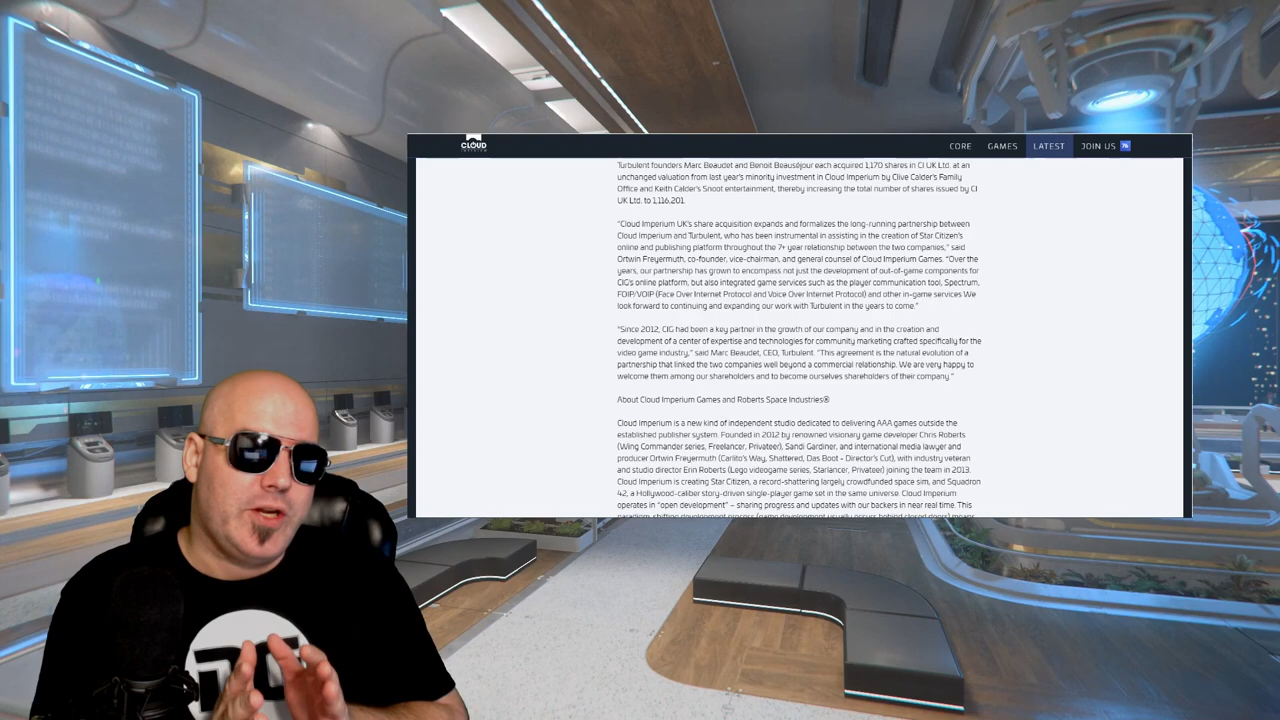 CLOUD
IMPERIUM
CORE
GAMES
LATEST
JOIN US
76
Turbulent founders Marc Beaudet and Benoit Beauséjour each acquired 1,170 shares in CI UK Ltd. at an
unchanged valuation from last year's minority investment in Cloud Imperium by Clive Calder's Family
Office and Keith Calder's Snoot entertainment, thereby increasing the total number of shares issued by CI
UK Ltd. to 1,116,201.
"Cloud Imperium UK's share acquisition expands and formalizes the long-running partnership between
Cloud Imperium and Turbulent, who has been instrumental in assisting in the creation of Star Citizen's
online and publishing platform throughout the 7+ year relationship between the two companies," said
Ortwin Freyermuth, co-founder, vice-chairman, and general counsel of Cloud Imperium Games. "Over the
years, our partnership has grown to encompass not just the development of out-of-game components for
CIG's online platform, but also integrated game services such as the player communication tool, Spectrum,
FOIP/VOIP (Face Over Internet Protocol and Voice Over Internet Protocol) and other in-game services We
look forward to continuing and expanding our work with Turbulent in the years to come."
"Since 2012, CIG had been a key partner in the growth of our company and in the creation and
development of a center of expertise and technologies for community marketing crafted specifically for the
video game industry," said Marc Beaudet, CEO, Turbulent. "This agreement is the natural evolution of a
partnership that linked the two companies well beyond a commercial relationship. We are very happy to
welcome them among our shareholders and to become ourselves shareholders of their company."
About Cloud Imperium Games and Roberts Space Industries®
Cloud Imperium is a new kind of independent studio dedicated to delivering AAA games outside the
established publisher system. Founded in 2012 by renowned visionary game developer Chris Roberts
(Wing Commander series, Freelancer, Privateer), Sandi Gardiner, and international media lawyer and
producer Ortwin Freyermuth (Carlito's Way, Shattered, Das Boot - Director's Cut), with industry veteran
and studio director Erin Roberts (Lego videogame series, Starlancer, Privateer) joining the team in 2013.
Cloud Imperium is creating Star Citizen, a record-shattering largely crowdfunded space sim, and Squadron
42, a Hollywood-caliber story-driven single-player game set in the same universe. Cloud Imperium
operates in "open development" – sharing progress and updates with our backers in near real time. This
paradigm-shifting development process (game development usually occurs behind closed doors) means
DC